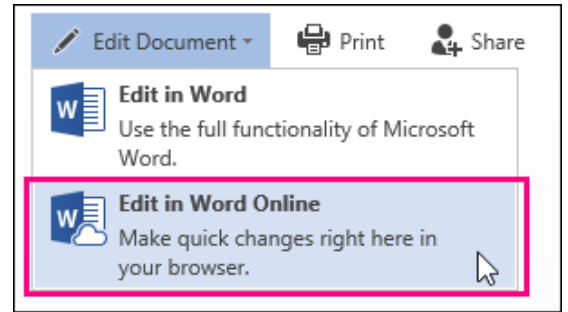 Edit Document Print Share
Edit in Word
Use the full functionality of Microsoft
Word.
Edit in Word Online
Make quick changes right here in
your browser.